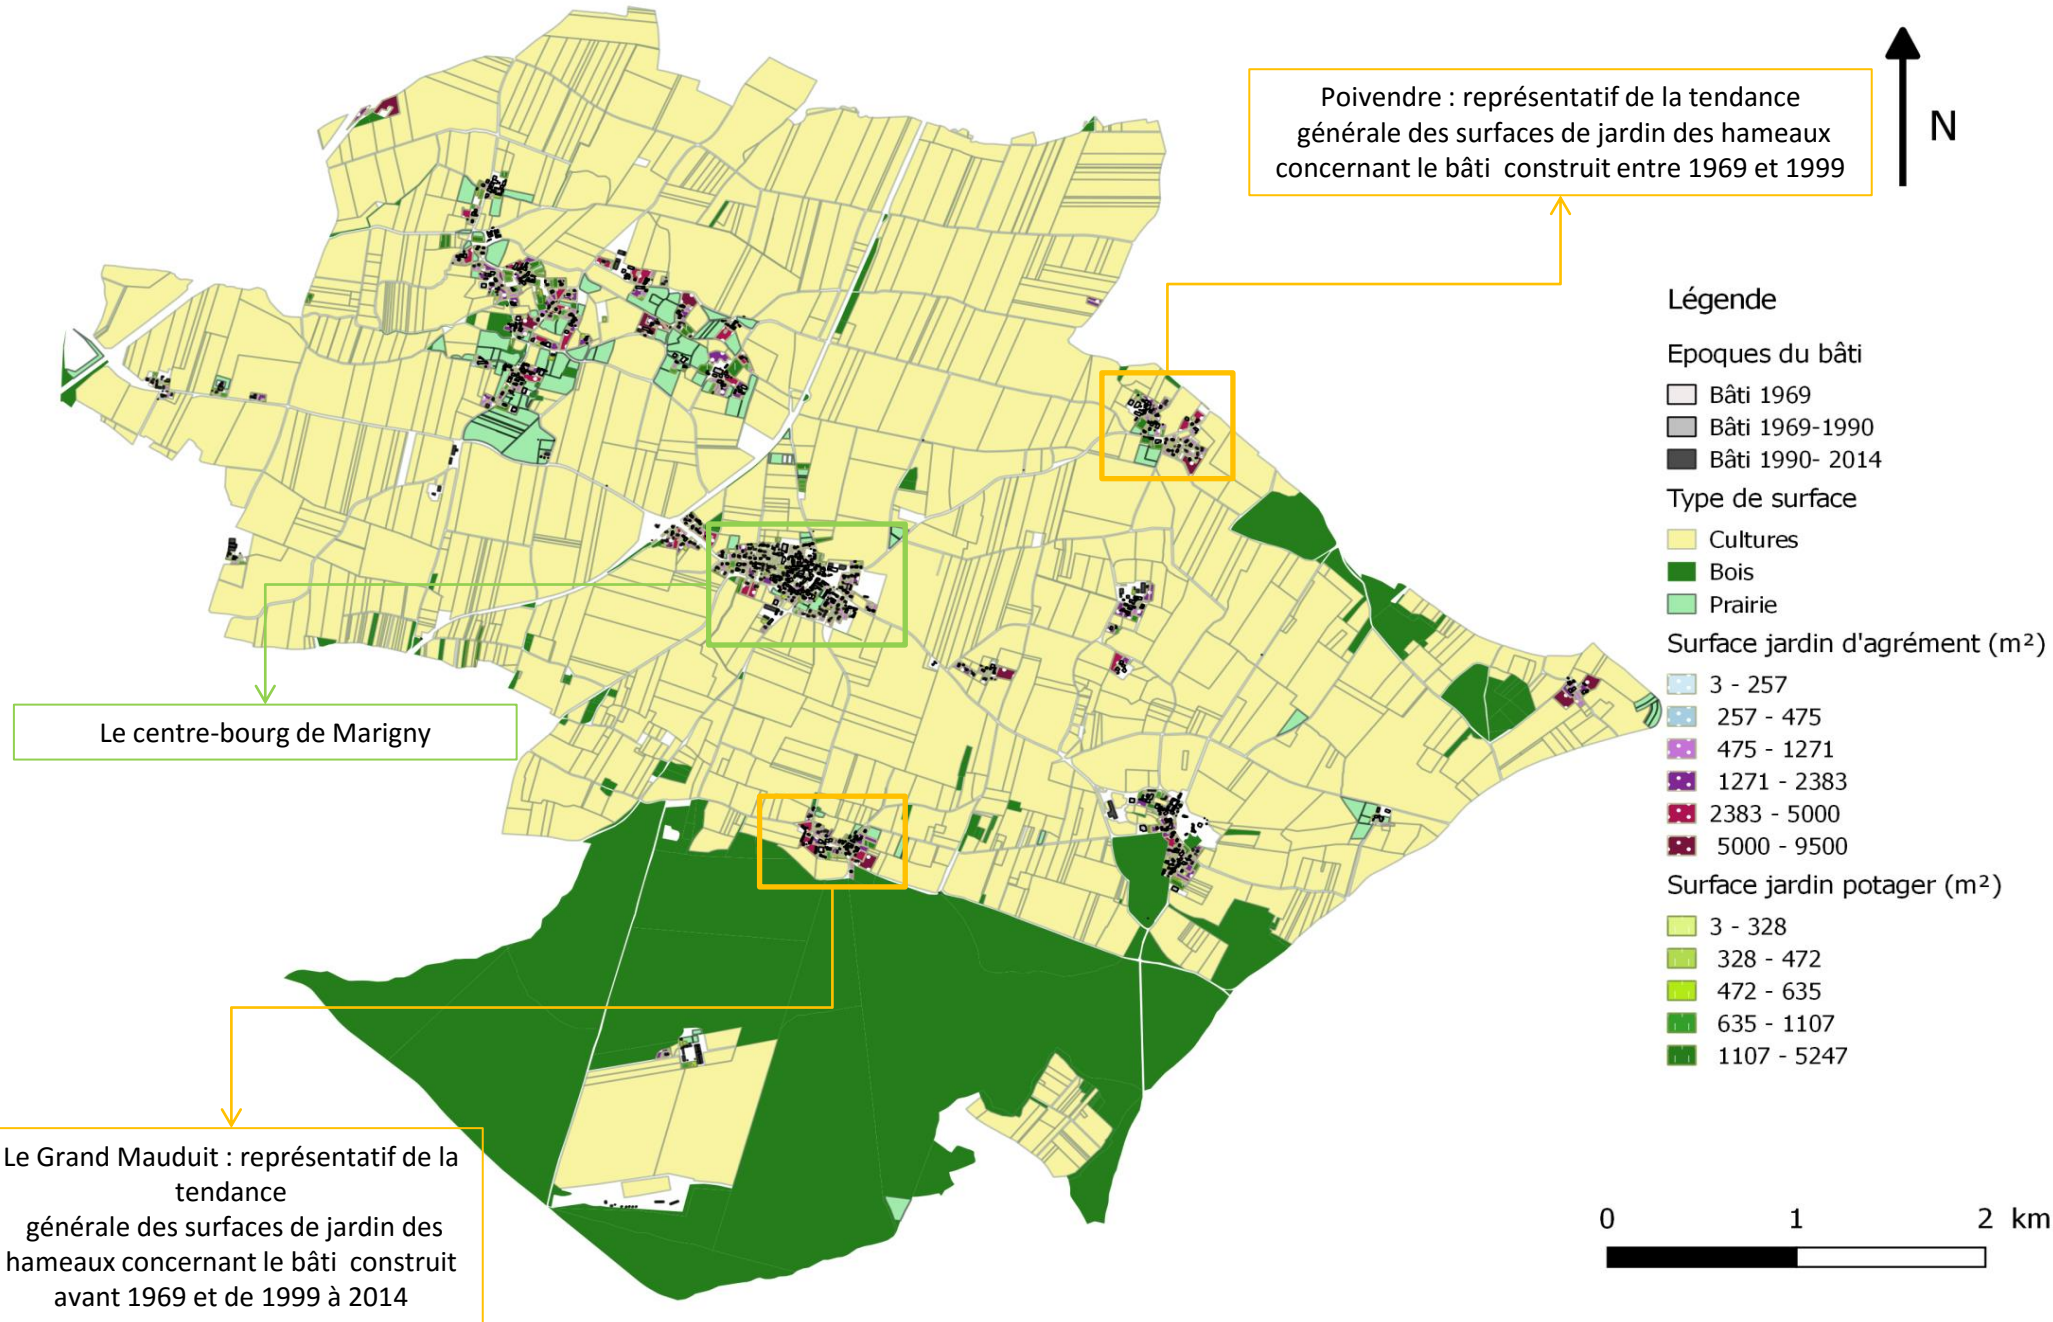 Poivendre : représentatif de la tendance
générale des surfaces de jardin des hameaux
concernant le bâti construit entre 1969 et 1999
N
Légende
Epoques du bâti
Bâti 1969
Bâti 1969-1990
Bâti 1990- 2014
Type de surface
Cultures
Bois
Prairie
Surface jardin d'agrément (m²)
3 - 257
257 - 475
475 - 1271
1271 - 2383
2383 - 5000
5000 - 9500
Surface jardin potager (m²)
3 - 328
328 - 472
472 - 635
635 - 1107
1107 - 5247
Le centre-bourg de Marigny
Le Grand Mauduit : représentatif de la
tendance
générale des surfaces de jardin des
hameaux concernant le bâti construit
avant 1969 et de 1999 à 2014
0 1 2 km